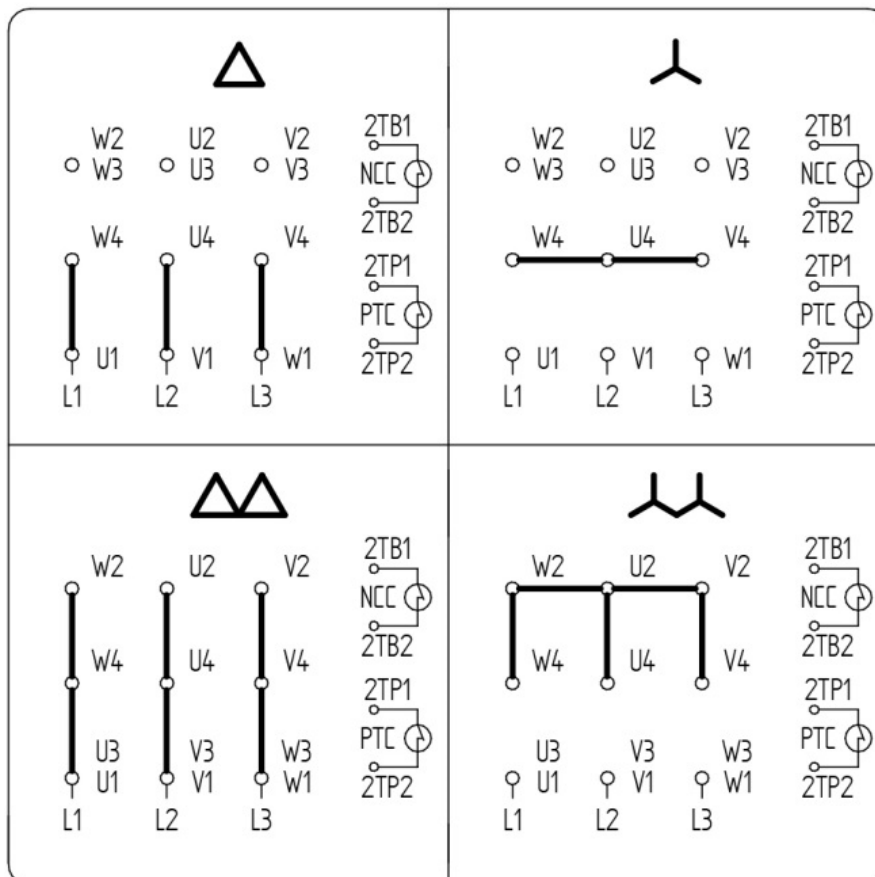 W2 U2 V2 2TB1
W3 U3 V3 NCC
2TB2
W4 U4 V4
2TP1
PTC
U1 V1 W1 2TP2
L1 L2 L3
W2 U2 V2 2TB1
W3 U3 V3 NCC
2TB2
W4 U4 V4
2TP1
PTC
U1 V1 W1 2TP2
L1 L2 L3
2TB1
W2 U2 V2
NCC
2TB2
W4 U4 V4
2TP1
PTC
U3 V3 W3
U1 V1 W1 2TP2
L1 L2 L3
2TB1
W2 U2 V2
NCC
2TB2
W4 U4 V4
2TP1
PTC
U3 V3 W3
U1 V1 W1 2TP2
L1 L2 L3